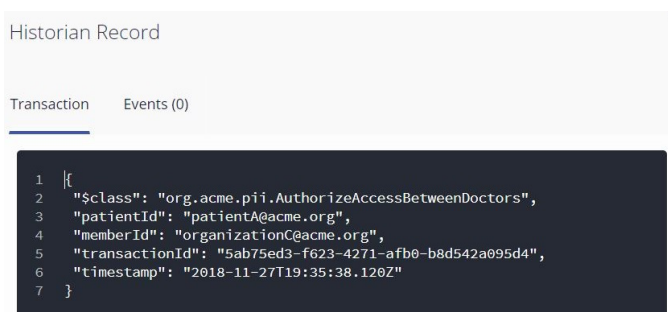 Historian Record
Transaction Events (0)
1 {
2 "$class": "org.acme.pii.AuthorizeAccessBetweenDoctors",
3 "patientId": "patientA@acme.org",
4 "memberId": "organizationC@acme.org",
5 "transactionId": "5ab75ed3-f623-4271-afb0-b8d542a095d4",
6 "timestamp": "2018-11-27T19:35:38.120Z"
7 }